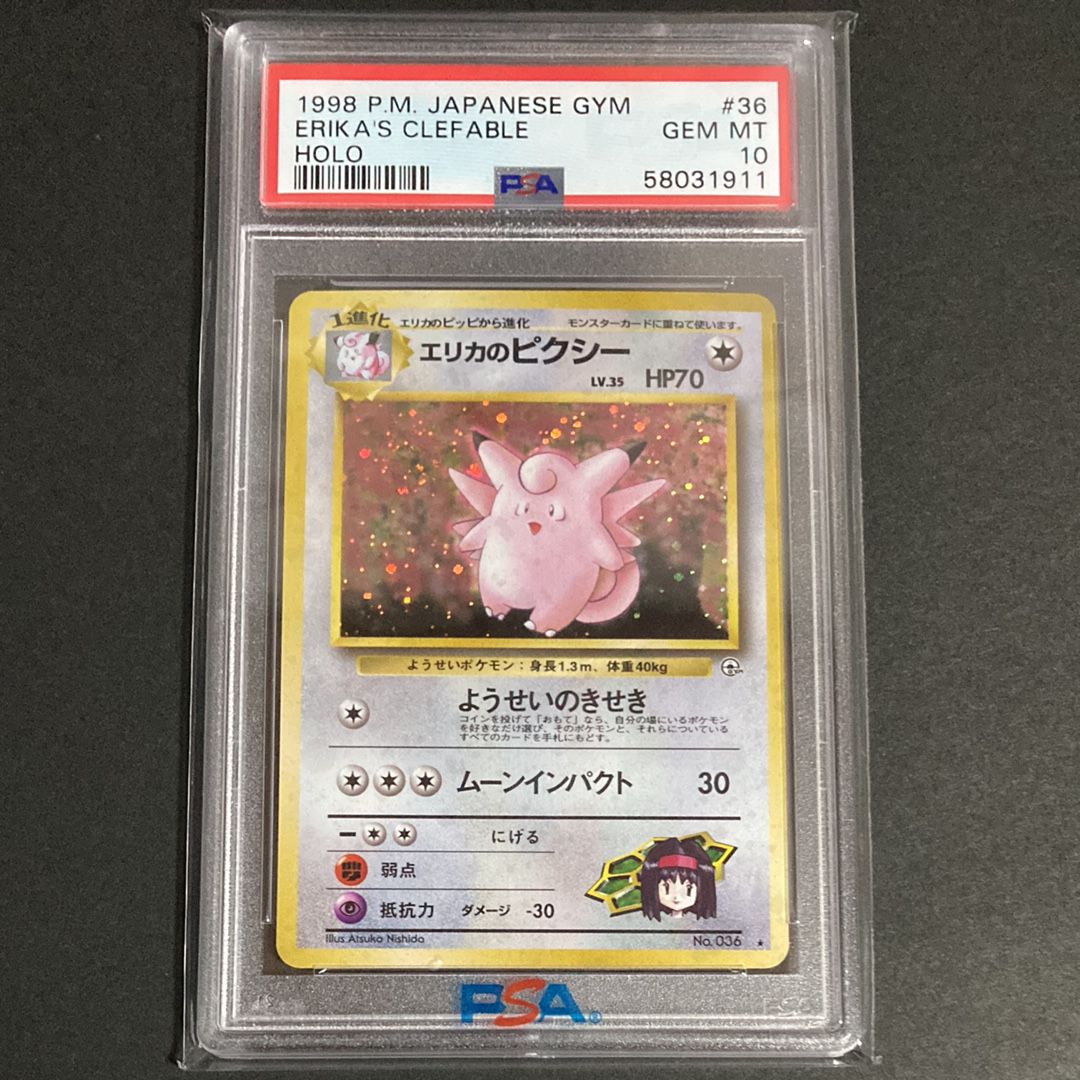 1998 P.M. JAPANESE GYM #36
ERIKA'S CLEFABLE GEM MT
HOLO 10
PSA 58031911
1進化 エリカのピッピから進化 モンスターカードに重ねて使います。
エリカのピクシー
LV.35 HP70
ようせいポケモン：身長1.3m、体重40kg
ようせいのきせき
コインを投げて「おもて」なら、自分の場にいるポケモン
を好きなだけ選び、そのポケモンと、それらについている
すべてのカードを手札にもどす。
ムーンインパクト 30
にげる
弱点
抵抗力 ダメージ -30
Illus.Atsuko Nishida No. 036
PSA®